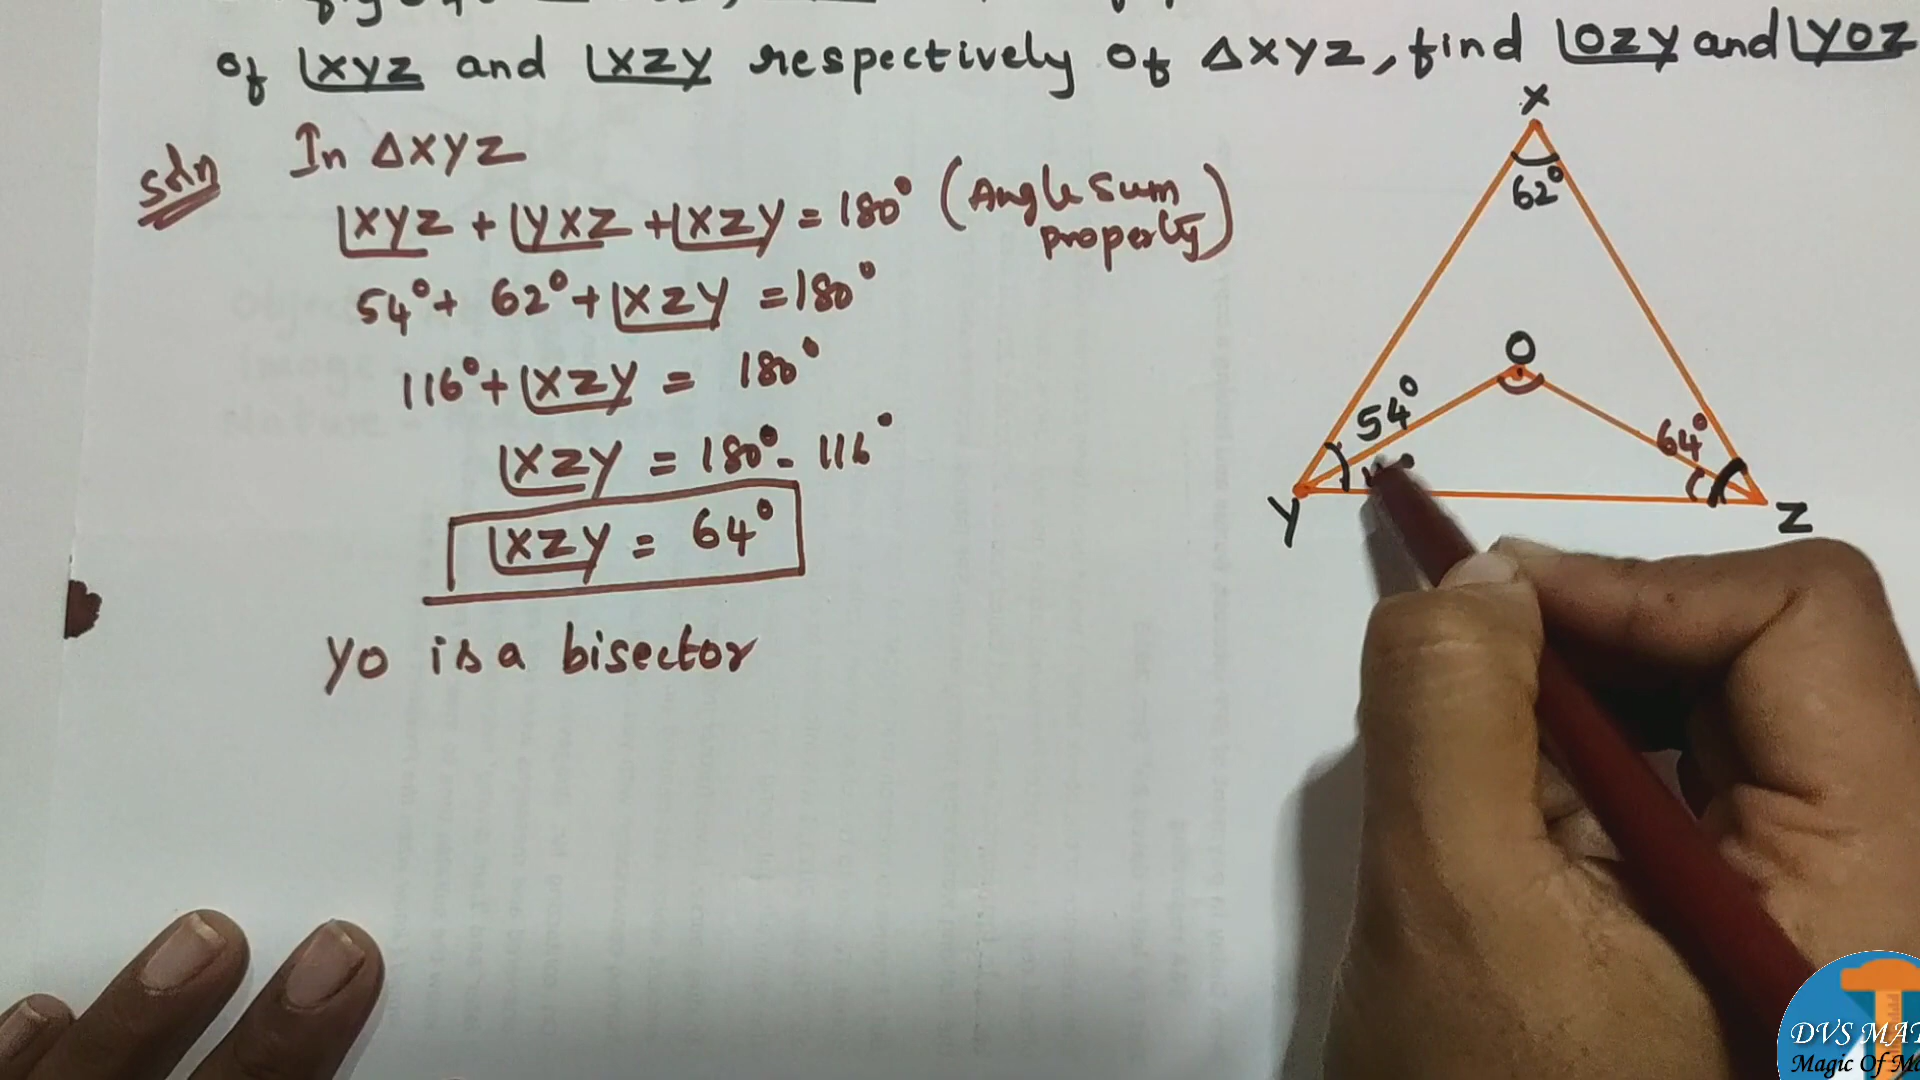 of ∠XYZ and ∠XZY respectively of ΔXYZ, find ∠OZY and ∠YOZ
Soln In ΔXYZ
∠XYZ + ∠YXZ + ∠XZY = 180° (Angle Sum property)
54° + 62° + ∠XZY = 180°
116° + ∠XZY = 180°
∠XZY = 180° - 116°
∠XZY = 64°
YO is a bisector
X
62°
O
54°
64°
Y
Z
DVS MA
Magic Of M